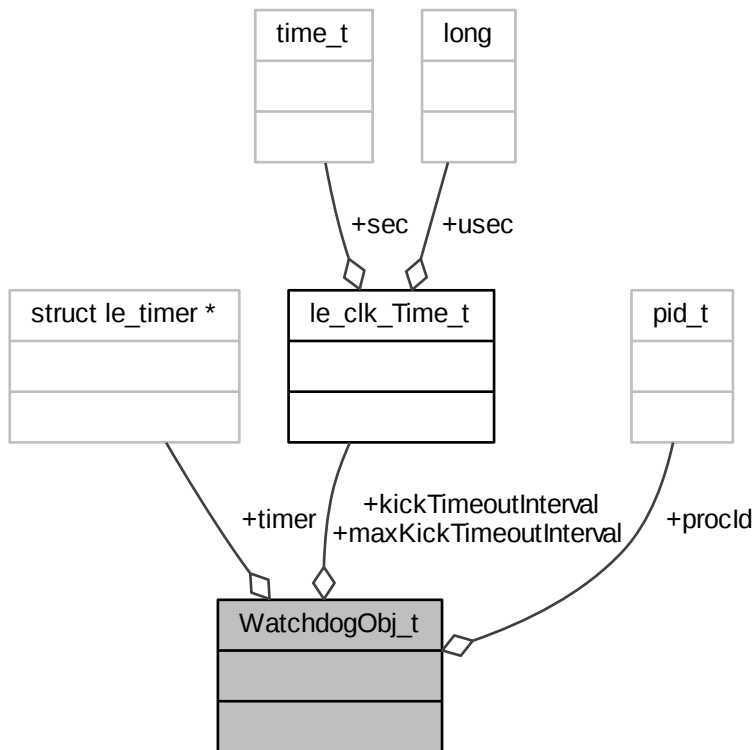 time_t
long
+sec
+usec
struct le_timer *
le_clk_Time_t
pid_t
+timer
+kickTimeoutInterval
+maxKickTimeoutInterval
+procId
WatchdogObj_t